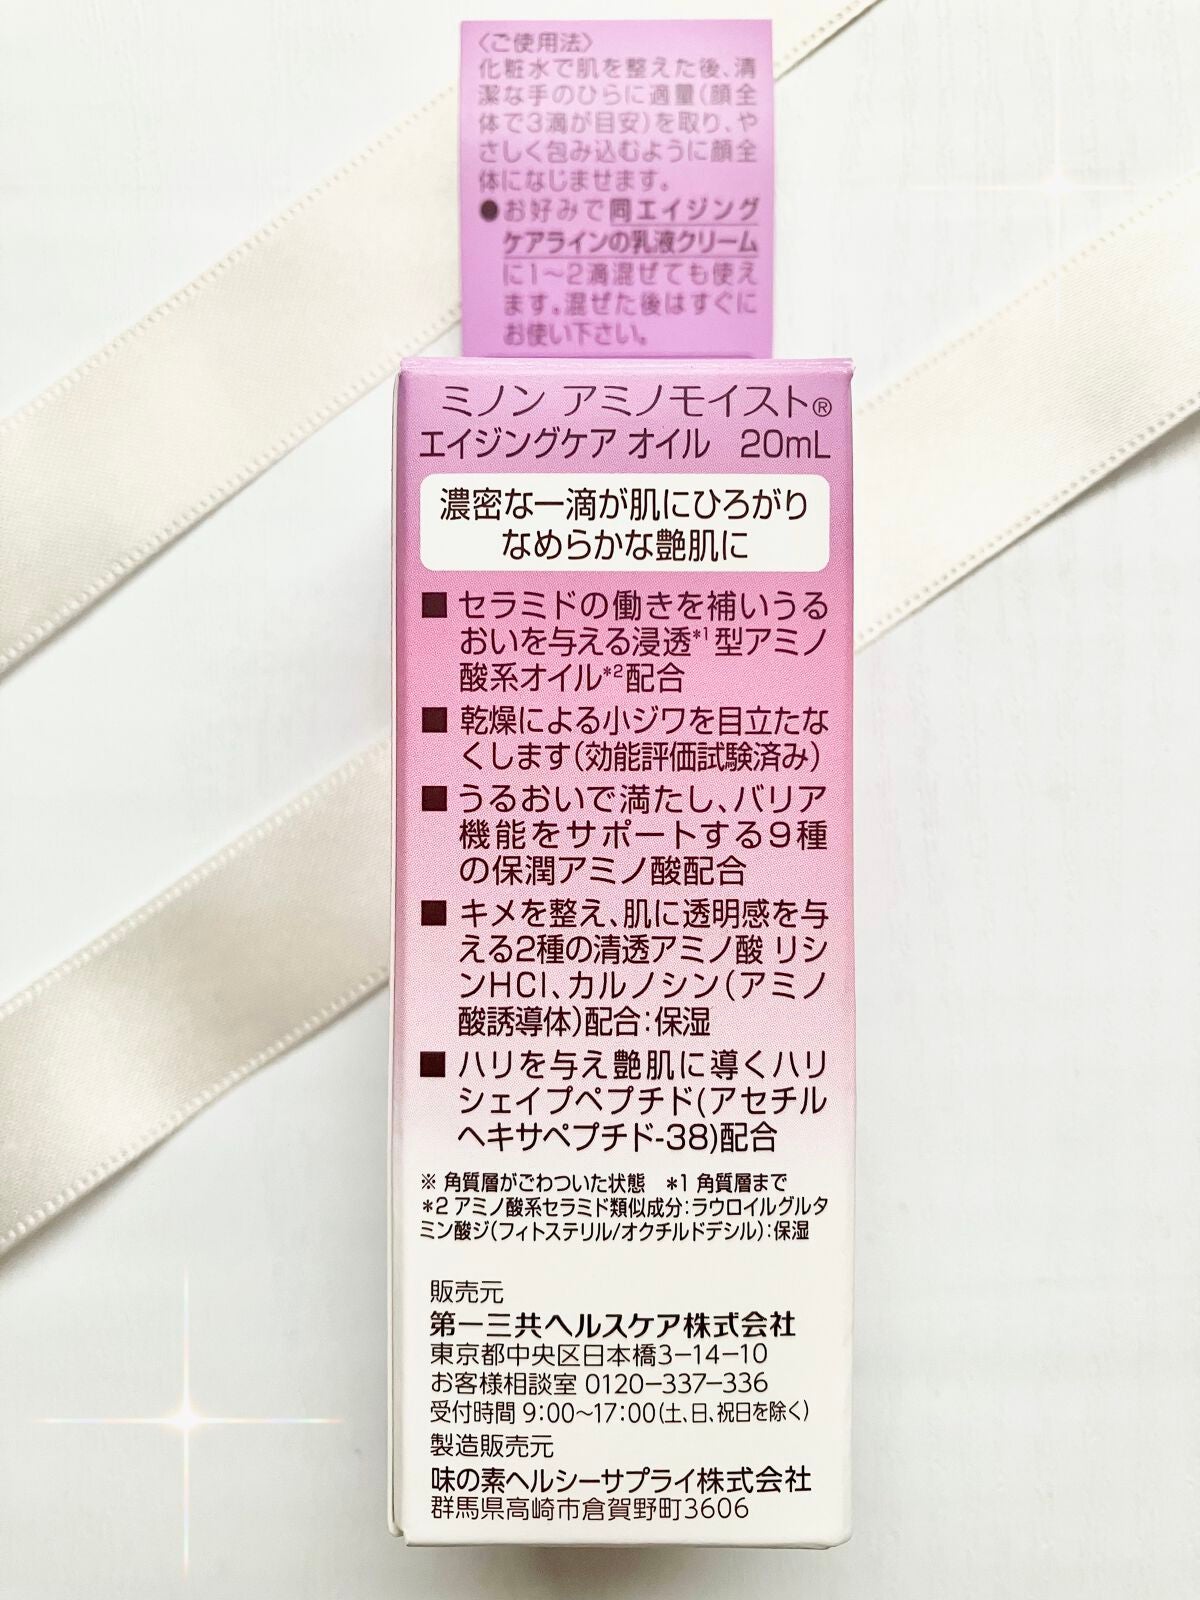 〈ご使用法〉
化粧水で肌を整えた後、清
潔な手のひらに適量(顔全
体で3滴が目安)を取り、や
さしく包み込むように顔全
体になじませます。
●お好みで同エイジング
ケアラインの乳液クリーム
に1〜2滴混ぜても使え
ます。混ぜた後はすぐに
お使い下さい。
ミノン アミノモイスト®
エイジングケア オイル 20mL
濃密な一滴が肌にひろがり
なめらかな艶肌に
■ セラミドの働きを補いうる
おいを与える浸透*1型アミノ
酸系オイル*2配合
■ 乾燥による小ジワを目立たな
くします(効能評価試験済み)
■ うるおいで満たし、バリア
機能をサポートする9種
の保潤アミノ酸配合
■ キメを整え、肌に透明感を与
える2種の清透アミノ酸 リシ
ンHCl、カルノシン(アミノ
酸誘導体)配合:保湿
■ ハリを与え艶肌に導くハリ
シェイプペプチド(アセチル
ヘキサペプチド-38)配合
※ 角質層がごわついた状態 *1 角質層まで
*2 アミノ酸系セラミド類似成分:ラウロイルグルタ
ミン酸ジ(フィトステリル/オクチルドデシル):保湿
販売元
第一三共ヘルスケア株式会社
東京都中央区日本橋3−14−10
お客様相談室 0120−337−336
受付時間 9:00〜17:00(土、日、祝日を除く)
製造販売元
味の素ヘルシーサプライ株式会社
群馬県高崎市倉賀野町3606